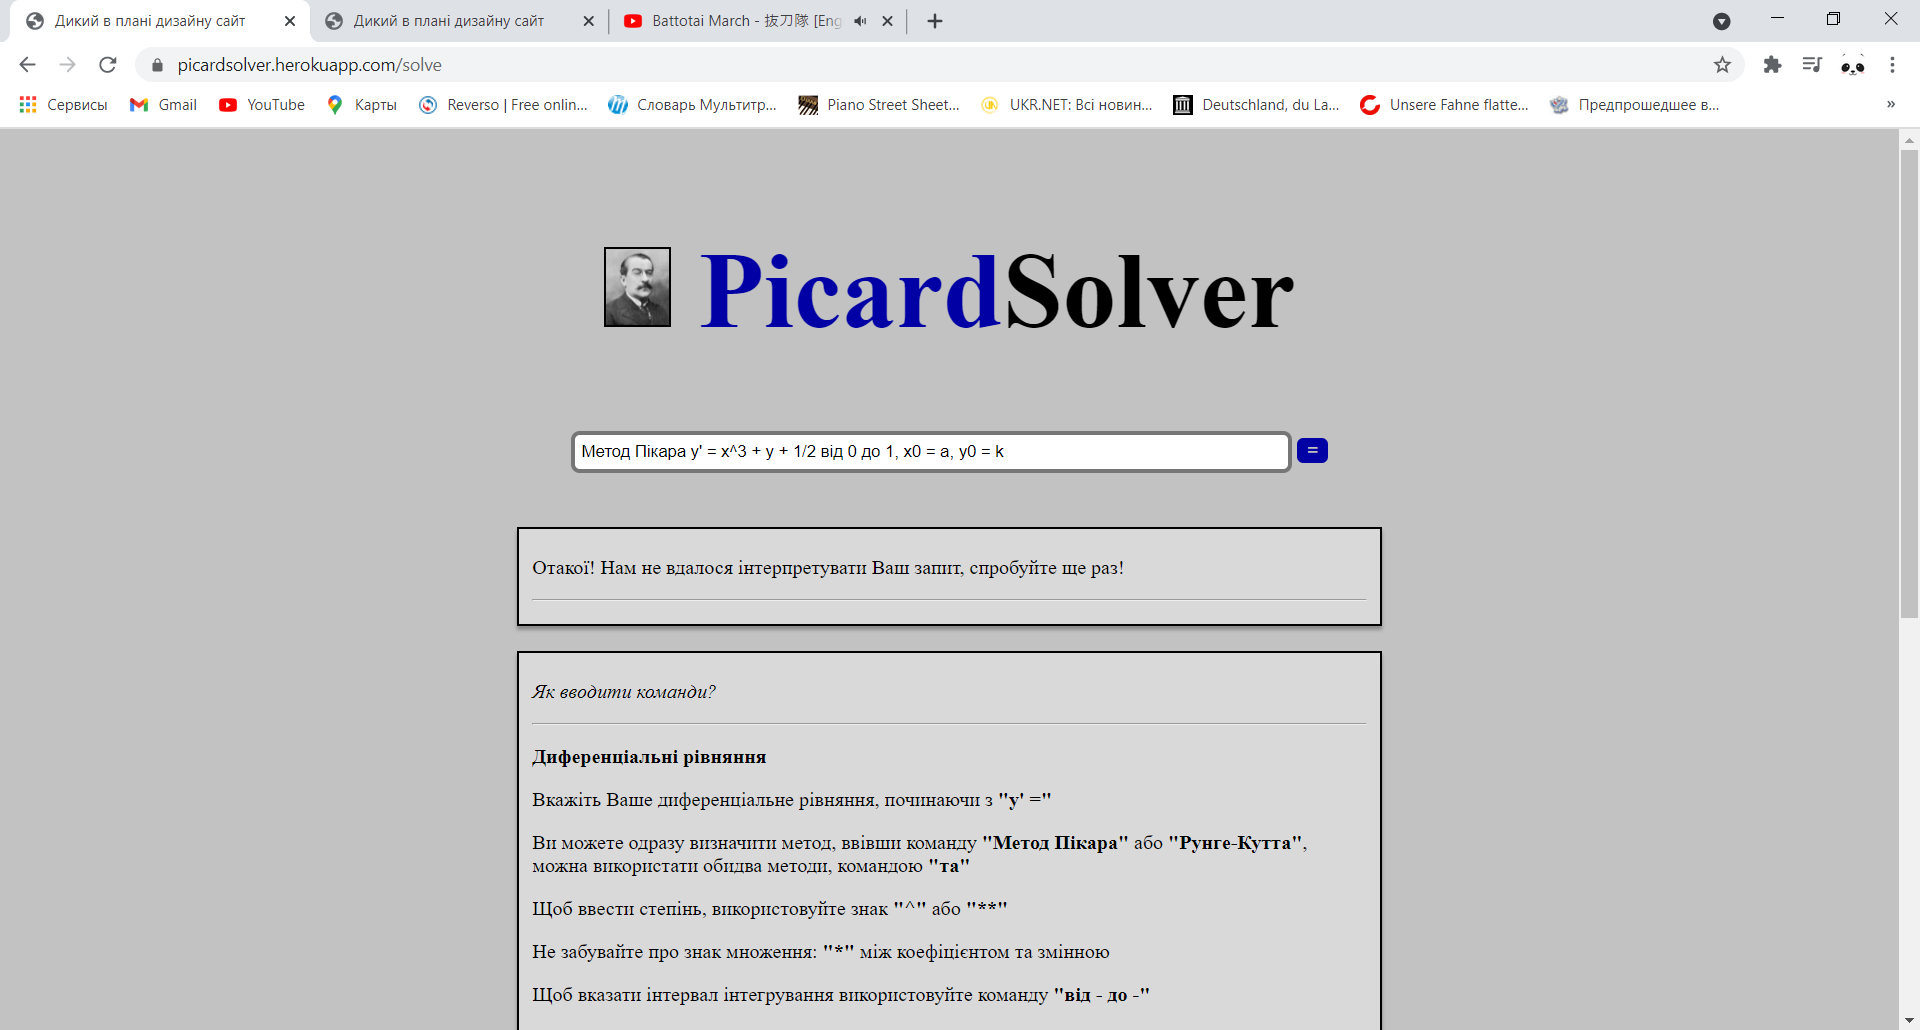 Дикий в плані дизайну сайт
Дикий в плані дизайну сайт
Battotai March - 抜刀隊 [Eng
picardsolver.herokuapp.com/solve
Сервисы
Gmail
YouTube
Карты
Reverso | Free onlin...
Словарь Мультитр...
Piano Street Sheet...
UKR.NET: Всі новин...
Deutschland, du La...
Unsere Fahne flatte...
Предпрошедшее в...
»
PicardSolver
Метод Пікара y' = x^3 + y + 1/2 від 0 до 1, x0 = a, y0 = k
=
Отакої! Нам не вдалося інтерпретувати Ваш запит, спробуйте ще раз!
Як вводити команди?
Диференціальні рівняння
Вкажіть Ваше диференціальне рівняння, починаючи з "y' ="
Ви можете одразу визначити метод, ввівши команду "Метод Пікара" або "Рунге-Кутта",
можна використати обидва методи, командою "та"
Щоб ввести степінь, використовуйте знак "^" або "**"
Не забувайте про знак множення: "*" між коефіцієнтом та змінною
Щоб вказати інтервал інтегрування використовуйте команду "від - до -"